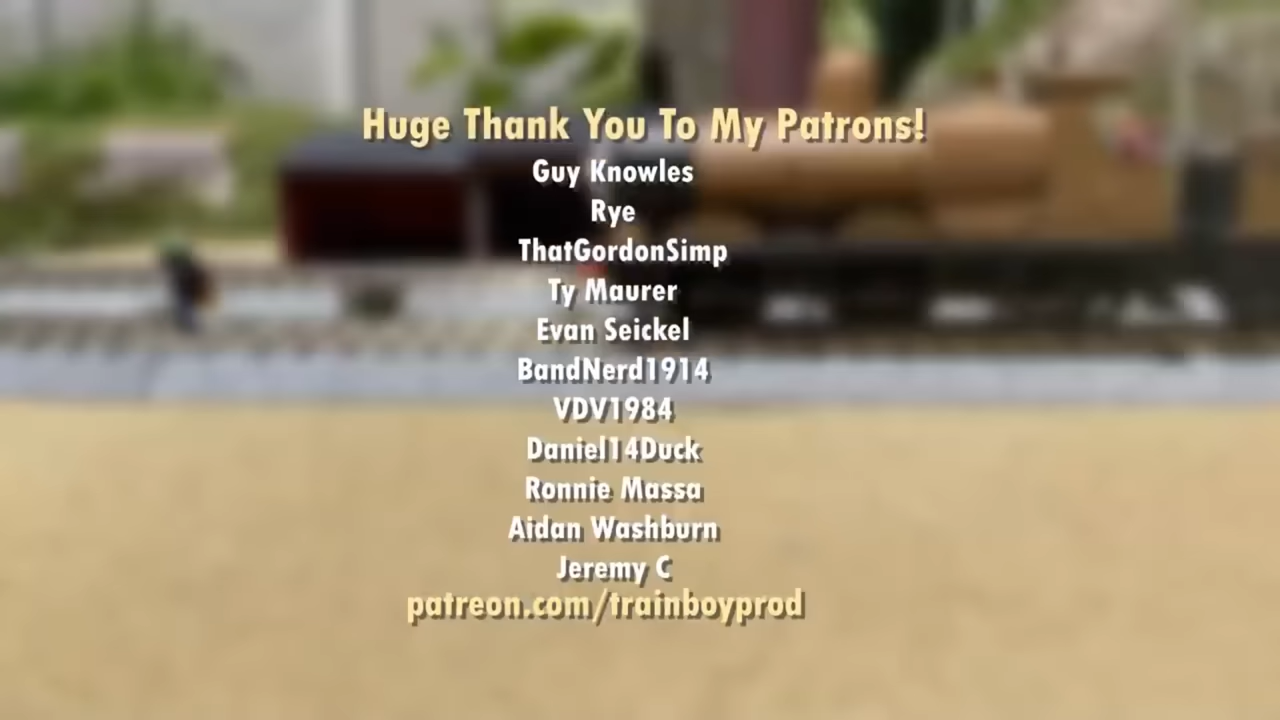 Huge Thank You To My Patrons!
Guy Knowles
Rye
ThatGordonSimp
Ty Maurer
Evan Seickel
BandNerd1914
VDV1984
Daniel14Duck
Ronnie Massa
Aidan Washburn
Jeremy C
patreon.com/trainboyprod